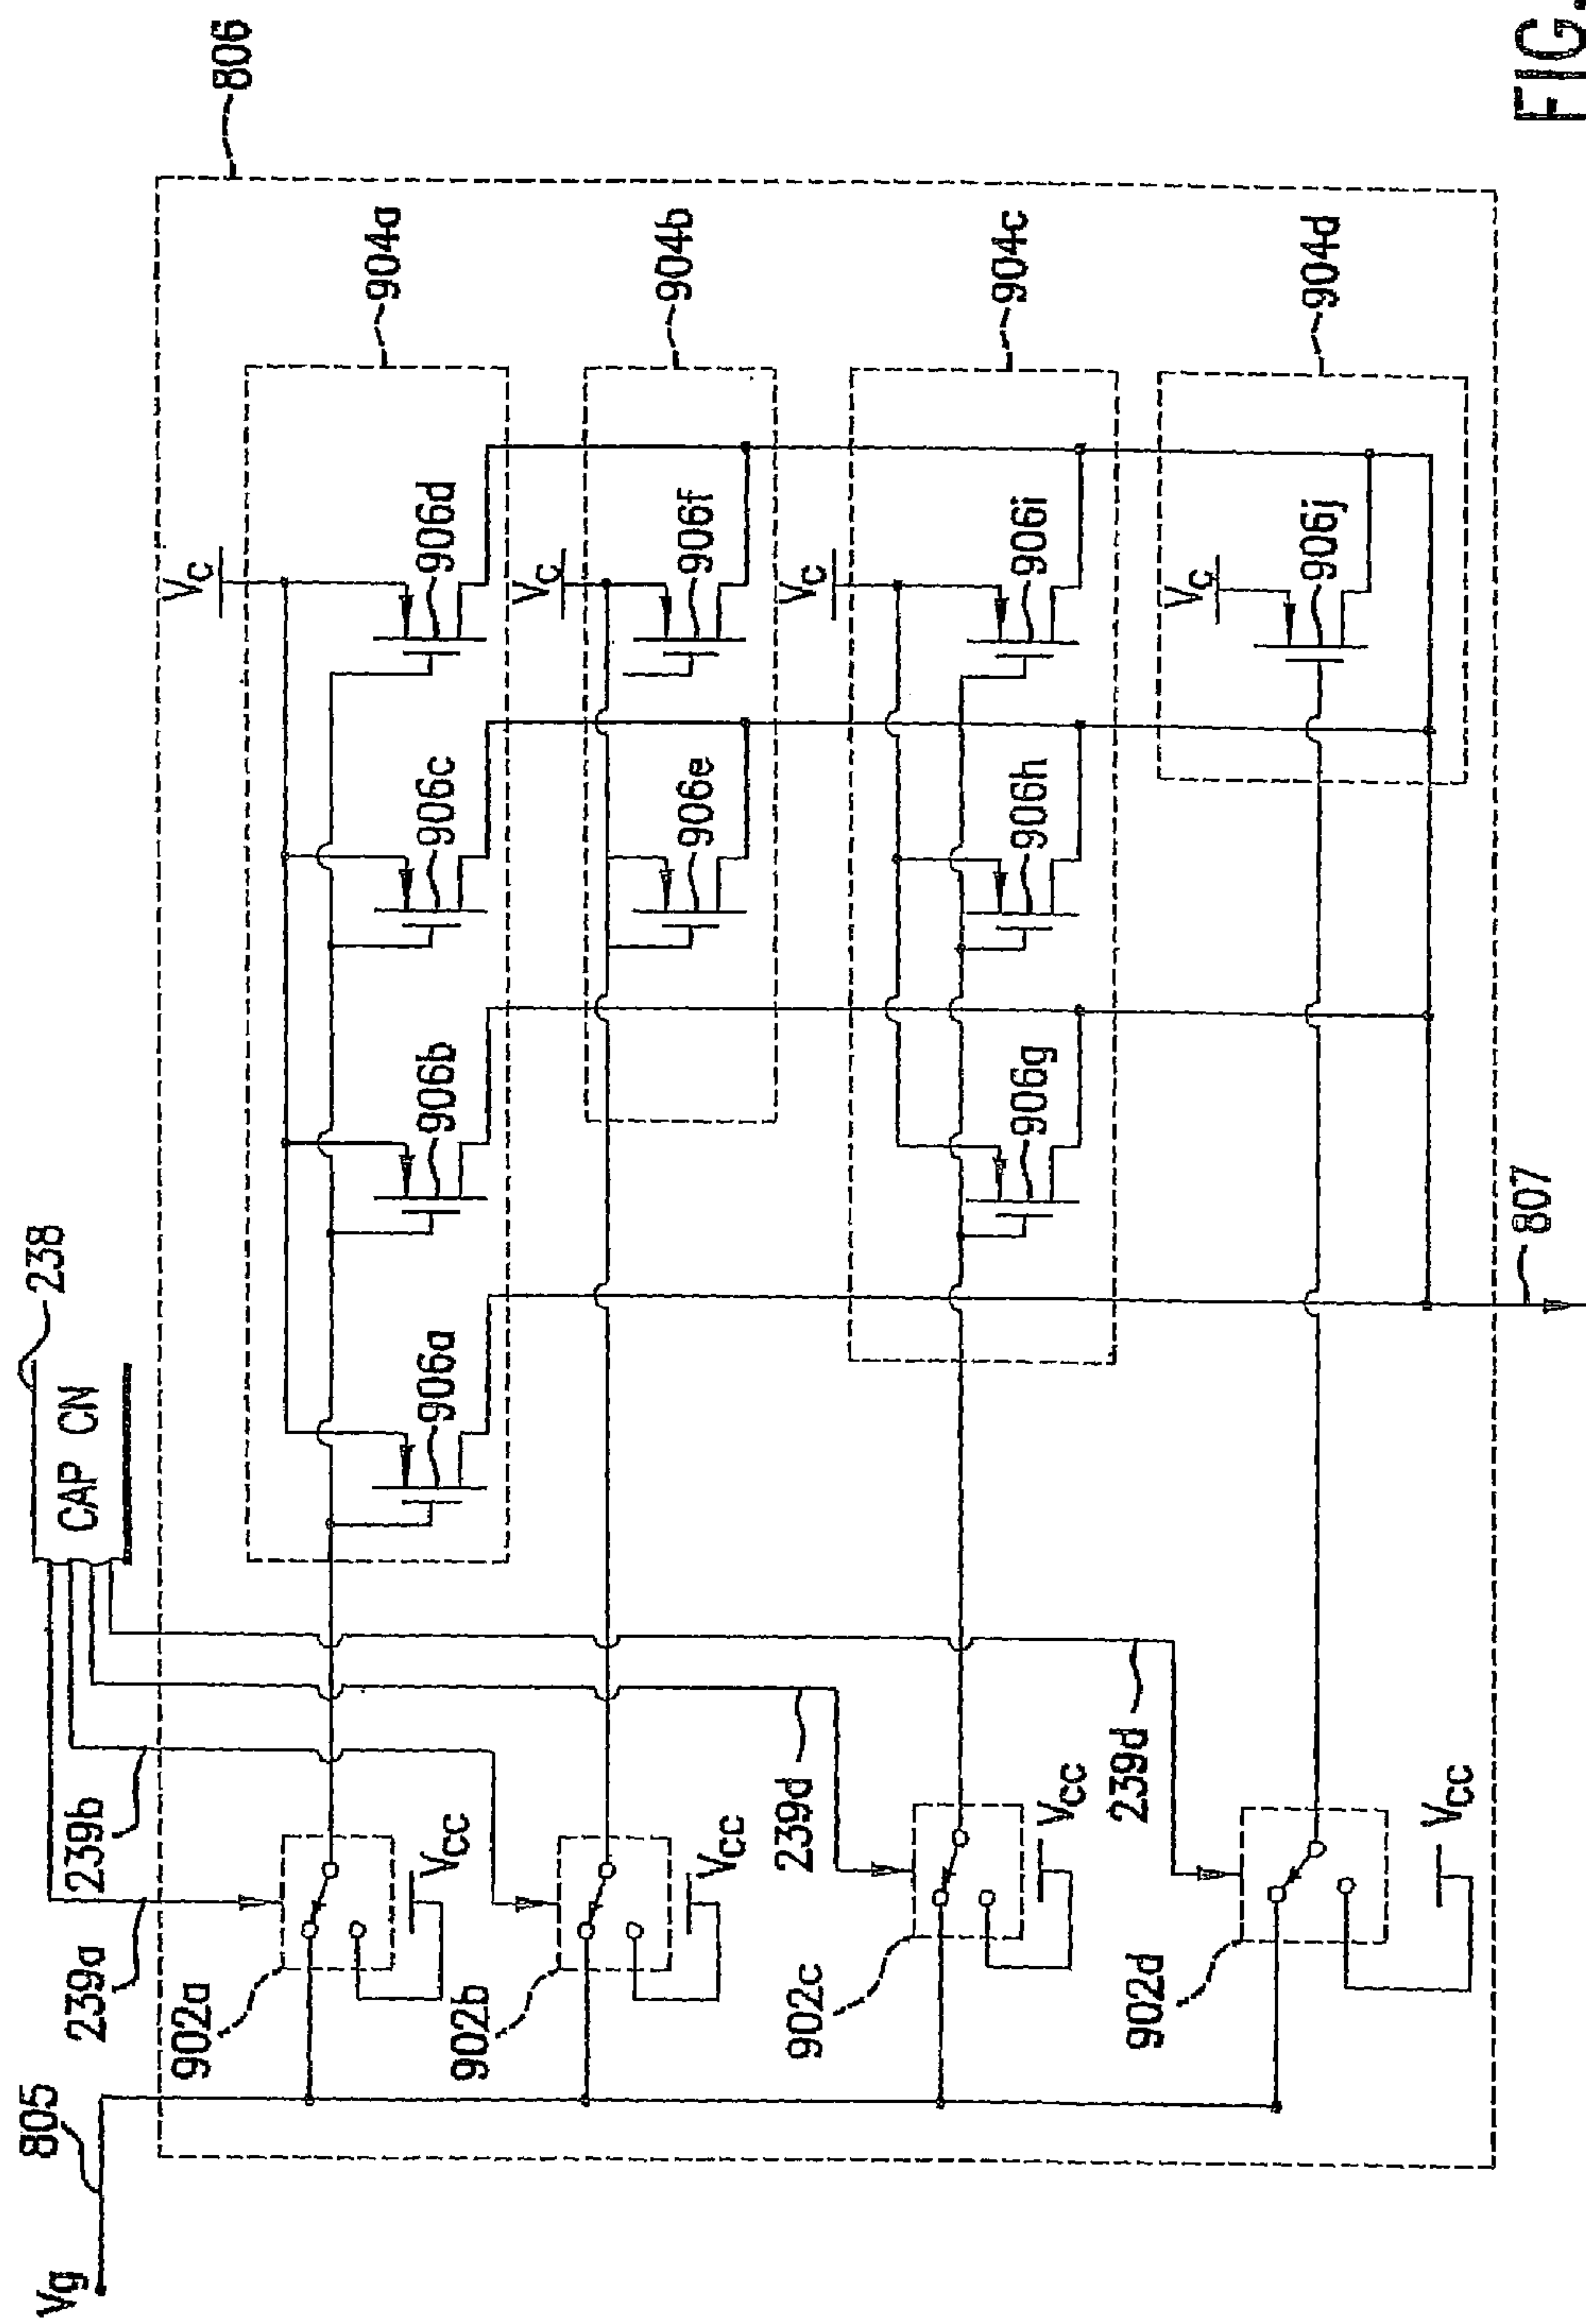 238
CAP CN
806
Vg
805
239a
239b
902a
VCC
902b
VCC
239d
902c
VCC
239d
902d
VCC
VC
904a
906a
906b
906c
906d
VC
904b
906e
906f
VC
904c
906g
906h
906i
VC
904d
906j
807
FIG.